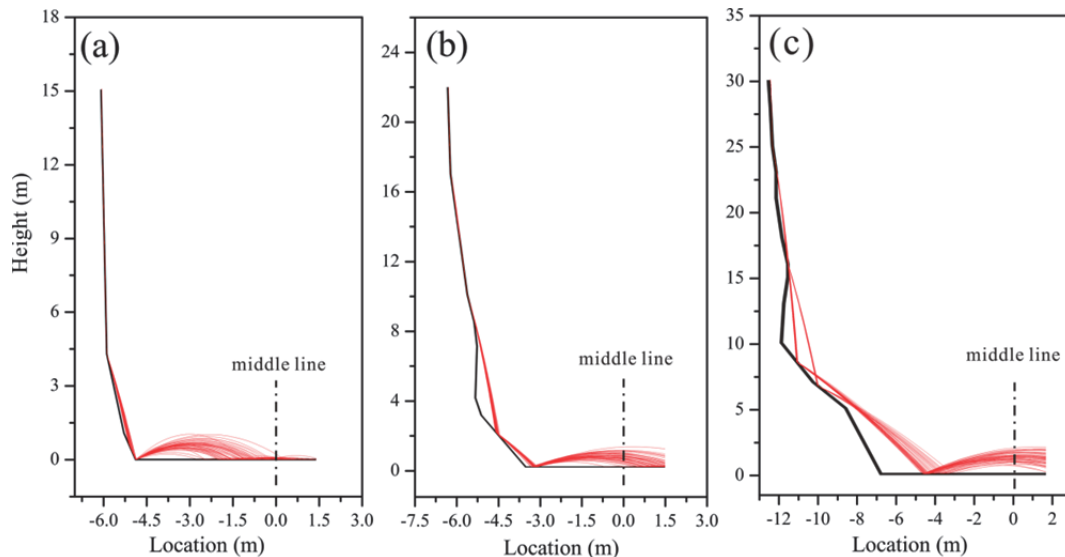 (a)
18
15
12
9
6
3
0
Height (m)
middle line
-6.0 -4.5 -3.0 -1.5 0.0 1.5 3.0
Location (m)
(b)
24
20
16
12
8
4
0
middle line
-7.5 -6.0 -4.5 -3.0 -1.5 0.0 1.5 3.0
Location (m)
(c)
35
30
25
20
15
10
5
0
middle line
-12 -10 -8 -6 -4 -2 0 2
Location (m)